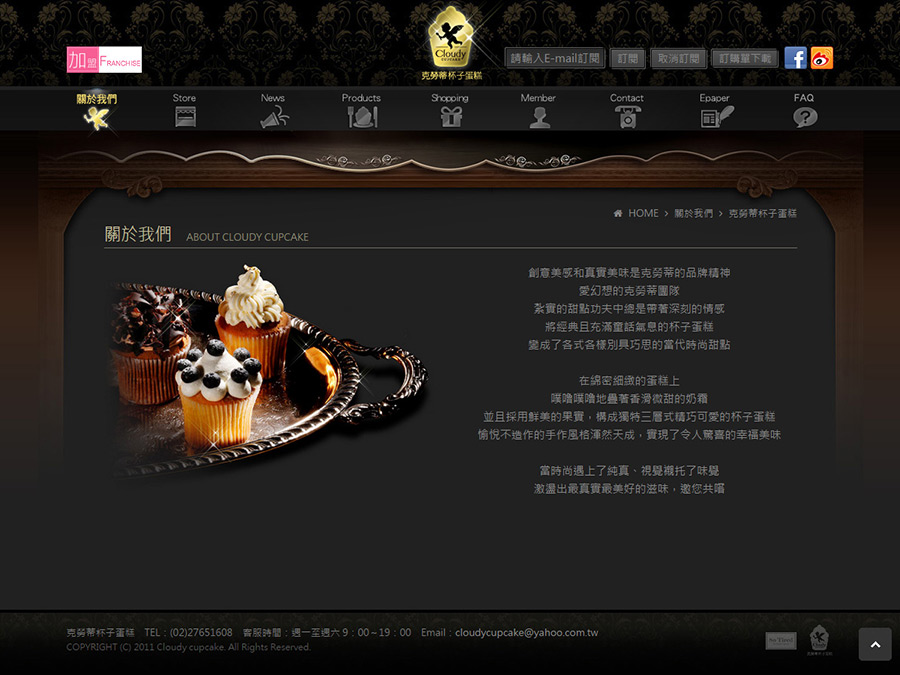 加盟 FRANCHISE
Cloudy
CUPCAKE
克勞蒂杯子蛋糕
請輸入E-mail訂閱
訂閱
取消訂閱
訂購單下載
關於我們
Store
News
Products
Shopping
Member
Contact
Epaper
FAQ
HOME > 關於我們 > 克勞蒂杯子蛋糕
關於我們 ABOUT CLOUDY CUPCAKE
創意美感和真實美味是克勞蒂的品牌精神
愛幻想的克勞蒂團隊
紮實的甜點功夫中總是帶著深刻的情感
將經典且充滿童話氣息的杯子蛋糕
變成了各式各樣別具巧思的當代時尚甜點
在綿密細緻的蛋糕上
噗嚕噗嚕地疊著香滑微甜的奶霜
並且採用鮮美的果實，構成獨特三層式精巧可愛的杯子蛋糕
愉悅不造作的手作風格渾然天成，實現了令人驚喜的幸福美味
當時尚遇上了純真、視覺襯托了味覺
激盪出最真實最美好的滋味，邀您共嚐
克勞蒂杯子蛋糕 TEL：(02)27651608 客服時間：週一至週六 9：00 – 19：00 Email：cloudycupcake@yahoo.com.tw
COPYRIGHT (C) 2011 Cloudy cupcake. All Rights Reserved.